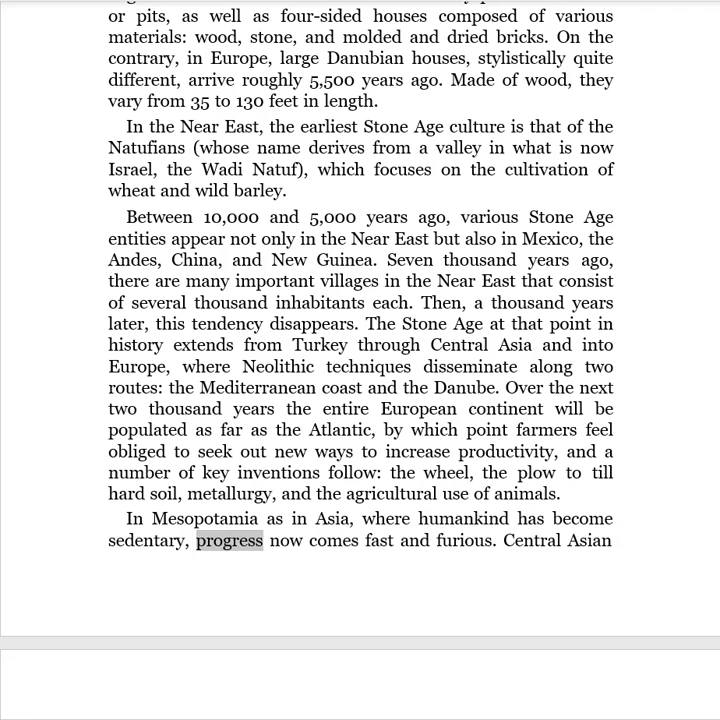 or pits, as well as four-sided houses composed of various
materials: wood, stone, and molded and dried bricks. On the
contrary, in Europe, large Danubian houses, stylistically quite
different, arrive roughly 5,500 years ago. Made of wood, they
vary from 35 to 130 feet in length.
In the Near East, the earliest Stone Age culture is that of the
Natufians (whose name derives from a valley in what is now
Israel, the Wadi Natuf), which focuses on the cultivation of
wheat and wild barley.
Between 10,000 and 5,000 years ago, various Stone Age
entities appear not only in the Near East but also in Mexico, the
Andes, China, and New Guinea. Seven thousand years ago,
there are many important villages in the Near East that consist
of several thousand inhabitants each. Then, a thousand years
later, this tendency disappears. The Stone Age at that point in
history extends from Turkey through Central Asia and into
Europe, where Neolithic techniques disseminate along two
routes: the Mediterranean coast and the Danube. Over the next
two thousand years the entire European continent will be
populated as far as the Atlantic, by which point farmers feel
obliged to seek out new ways to increase productivity, and a
number of key inventions follow: the wheel, the plow to till
hard soil, metallurgy, and the agricultural use of animals.
In Mesopotamia as in Asia, where humankind has become
sedentary, progress now comes fast and furious. Central Asian